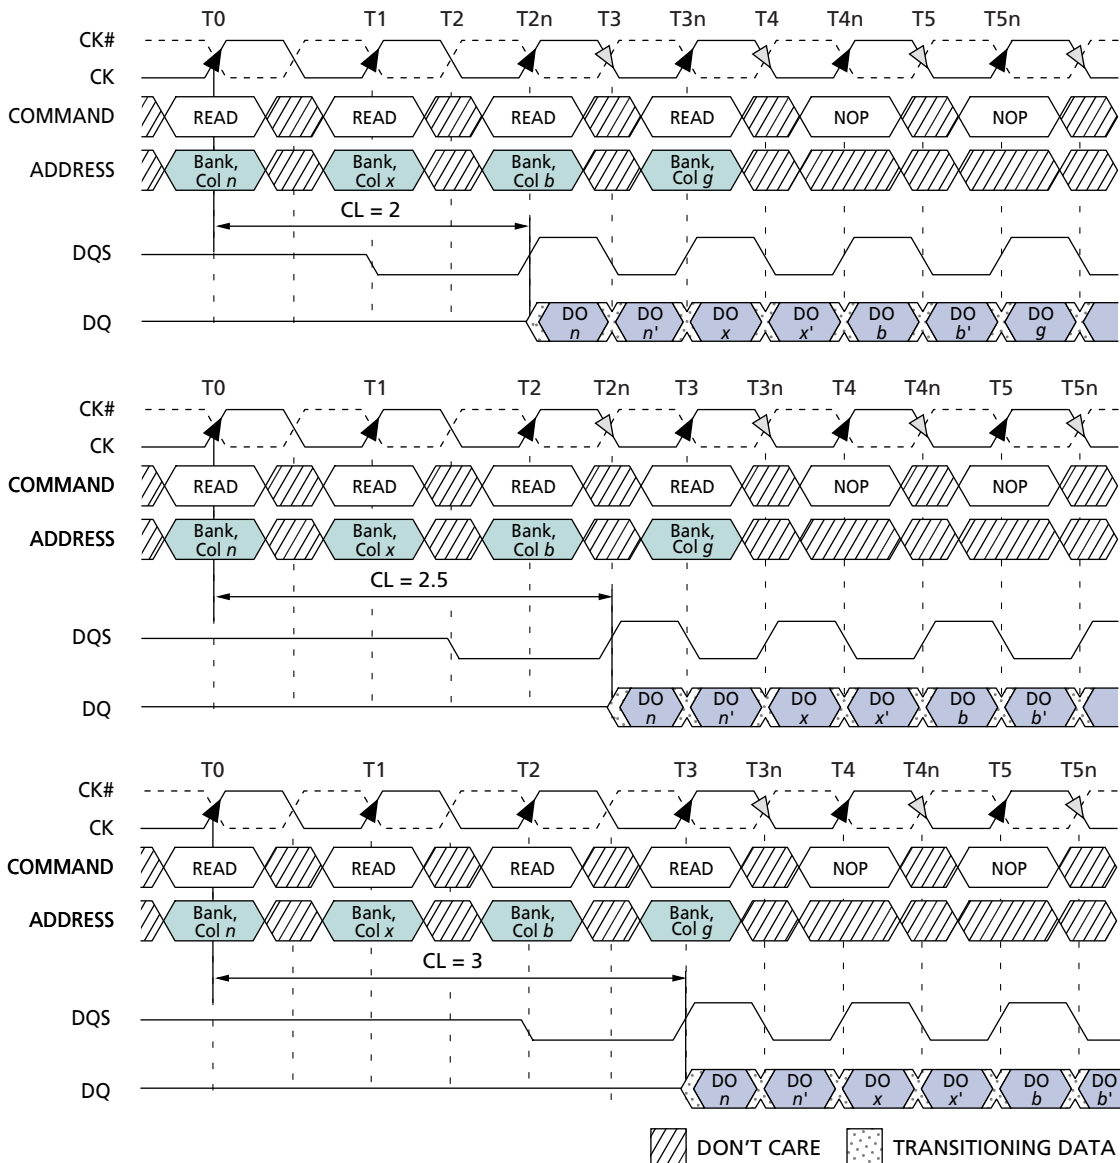 T0 T1 T2 T2n T3 T3n T4 T4n T5 T5n
CK#
CK
COMMAND READ READ READ READ NOP NOP
ADDRESS Bank, Col n Bank, Col x Bank, Col b Bank, Col g
CL = 2
DQS
DQ DO n DO n' DO x DO x' DO b DO b' DO g
T0 T1 T2 T2n T3 T3n T4 T4n T5 T5n
CK#
CK
COMMAND READ READ READ READ NOP NOP
ADDRESS Bank, Col n Bank, Col x Bank, Col b Bank, Col g
CL = 2.5
DQS
DQ DO n DO n' DO x DO x' DO b DO b'
T0 T1 T2 T3 T3n T4 T4n T5 T5n
CK#
CK
COMMAND READ READ READ READ NOP NOP
ADDRESS Bank, Col n Bank, Col x Bank, Col b Bank, Col g
CL = 3
DQS
DQ DO n DO n' DO x DO x' DO b DO b'
DON'T CARE TRANSITIONING DATA